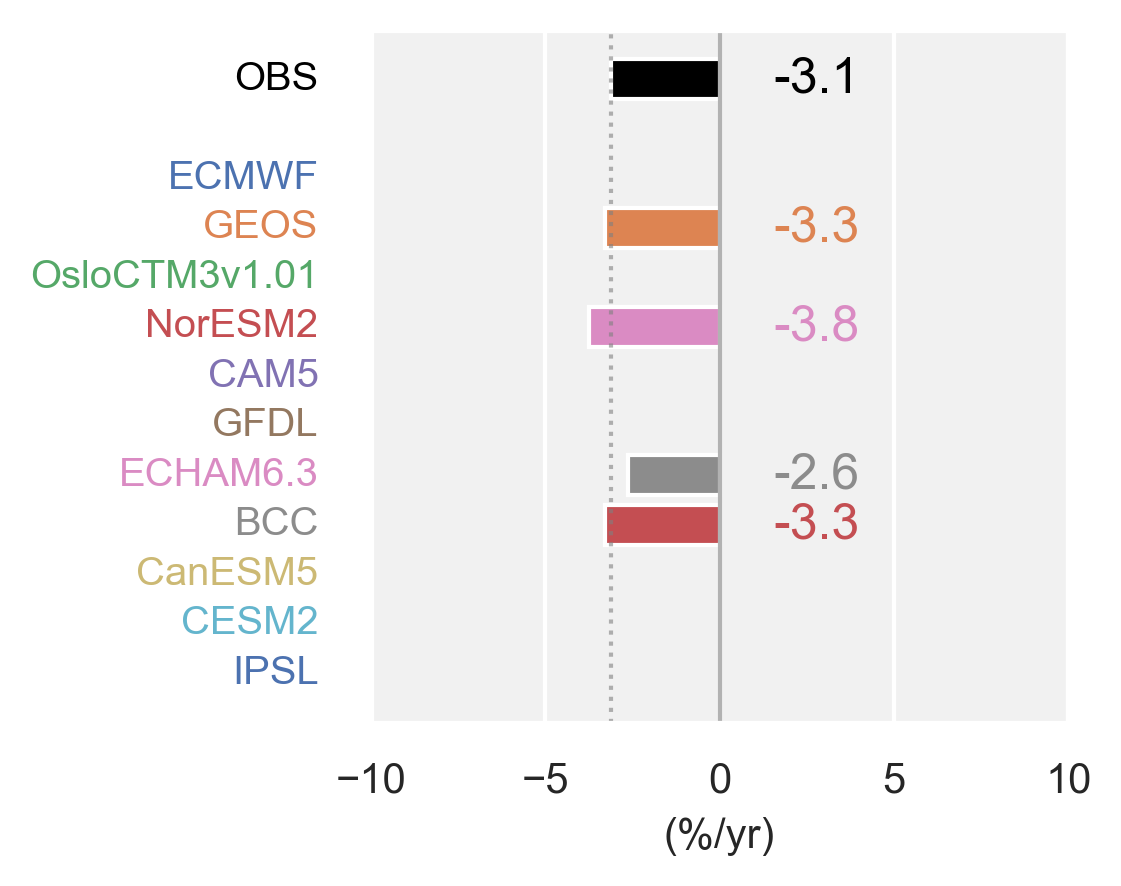 OBS -3.1
ECMWF
GEOS -3.3
OsloCTM3v1.01
NorESM2 -3.8
CAM5
GFDL
ECHAM6.3 -2.6
BCC -3.3
CanESM5
CESM2
IPSL
−10 −5 0 5 10
(%/yr)